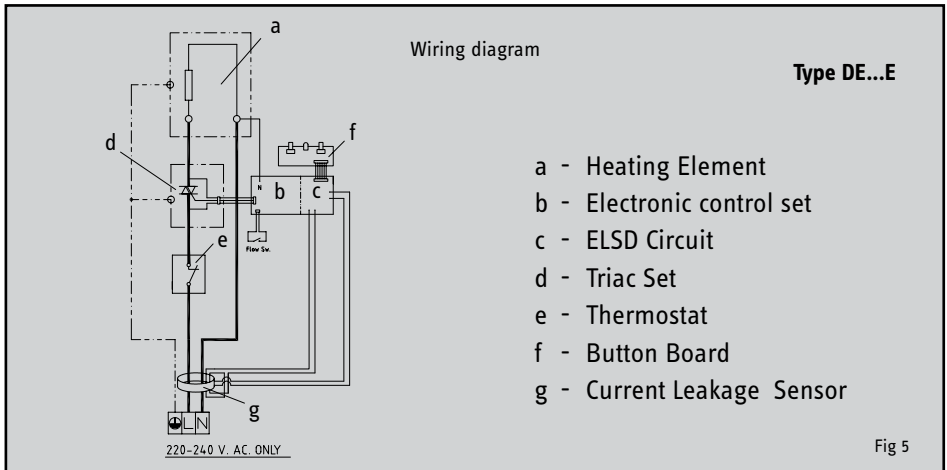 Wiring diagram
Type DE...E
a
d
f
N
b
c
Flow Sw.
e
g
L N
220-240 V. AC. ONLY
a - Heating Element
b - Electronic control set
c - ELSD Circuit
d - Triac Set
e - Thermostat
f - Button Board
g - Current Leakage Sensor
Fig 5